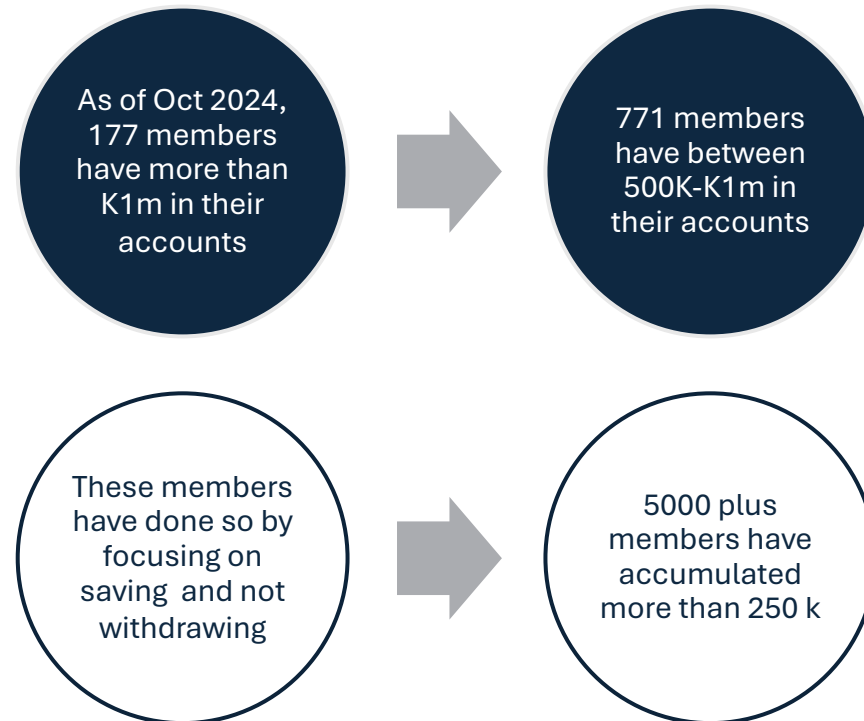 As of Oct 2024,
177 members
have more than
K1m in their
accounts
771 members
have between
500K-K1m in
their accounts
These members
have done so by
focusing on
saving  and not
withdrawing
5000 plus
members have
accumulated
more than 250 k